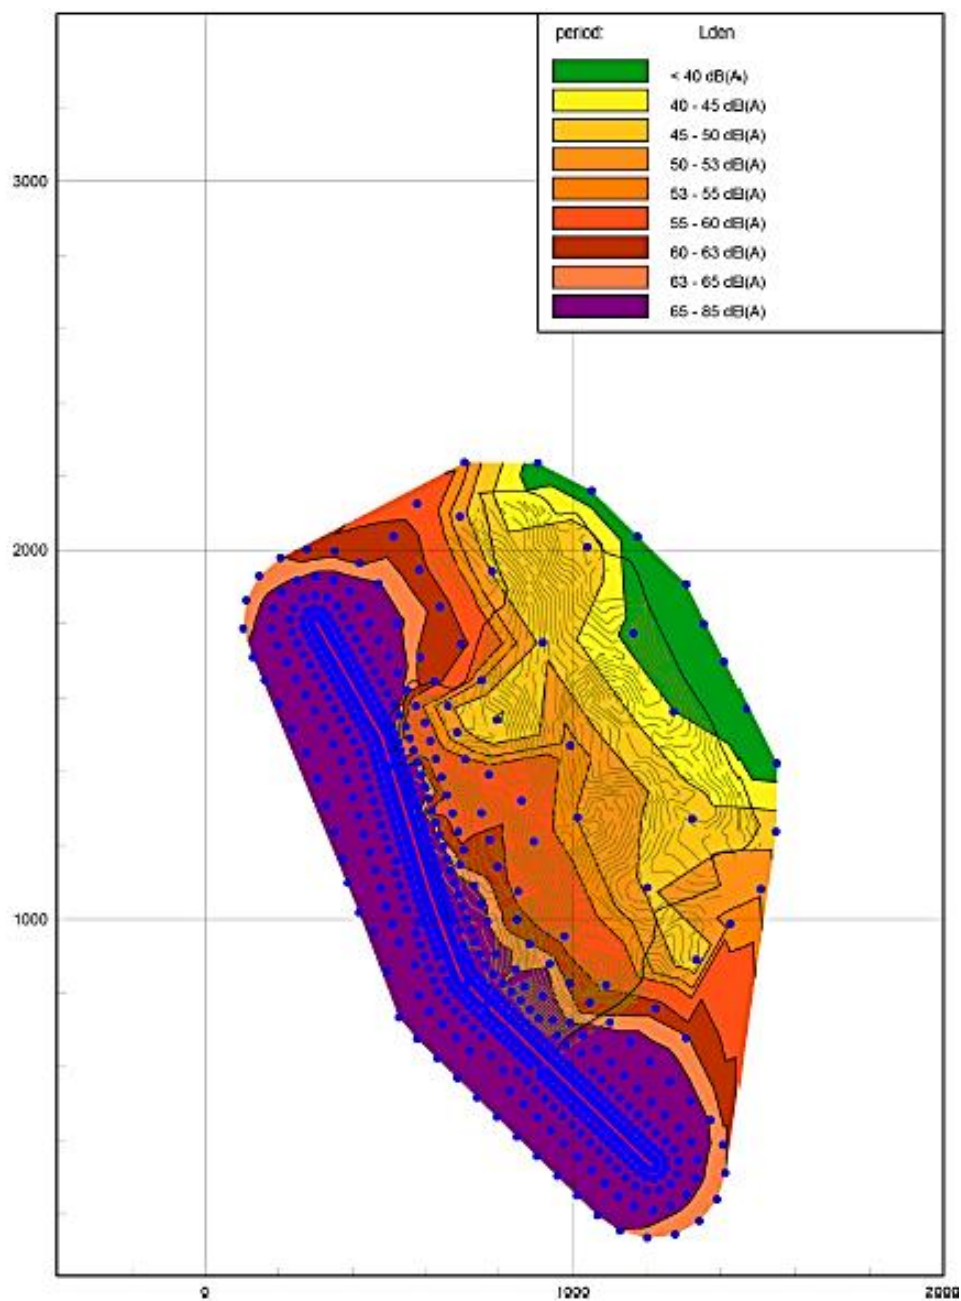 period: Lden
< 40 dB(A)
40 - 45 dB(A)
45 - 50 dB(A)
50 - 53 dB(A)
53 - 55 dB(A)
55 - 60 dB(A)
60 - 63 dB(A)
63 - 65 dB(A)
65 - 85 dB(A)
3000
2000
1000
0 1000 2000